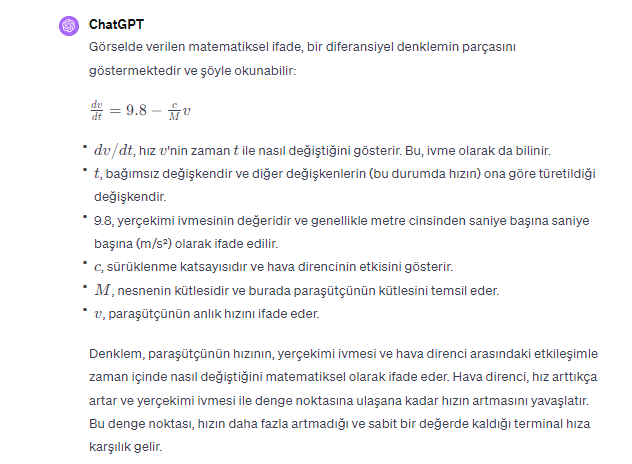 ChatGPT
Görselde verilen matematiksel ifade, bir diferansiyel denklemin parçasını
göstermektedir ve şöyle okunabilir:
dv/dt = 9.8 − c/M v
• dv/dt, hız v'nin zaman t ile nasıl değiştiğini gösterir. Bu, ivme olarak da bilinir.
• t, bağımsız değişkendir ve diğer değişkenlerin (bu durumda hızın) ona göre türetildiği
değişkendir.
• 9.8, yerçekimi ivmesinin değeridir ve genellikle metre cinsinden saniye başına saniye
başına (m/s²) olarak ifade edilir.
• c, sürüklenme katsayısıdır ve hava direncinin etkisini gösterir.
• M, nesnenin kütlesidir ve burada paraşütçünün kütlesini temsil eder.
• v, paraşütçünün anlık hızını ifade eder.
Denklem, paraşütçünün hızının, yerçekimi ivmesi ve hava direnci arasındaki etkileşimle
zaman içinde nasıl değiştiğini matematiksel olarak ifade eder. Hava direnci, hız arttıkça
artar ve yerçekimi ivmesi ile denge noktasına ulaşana kadar hızın artmasını yavaşlatır.
Bu denge noktası, hızın daha fazla artmadığı ve sabit bir değerde kaldığı terminal hıza
karşılık gelir.